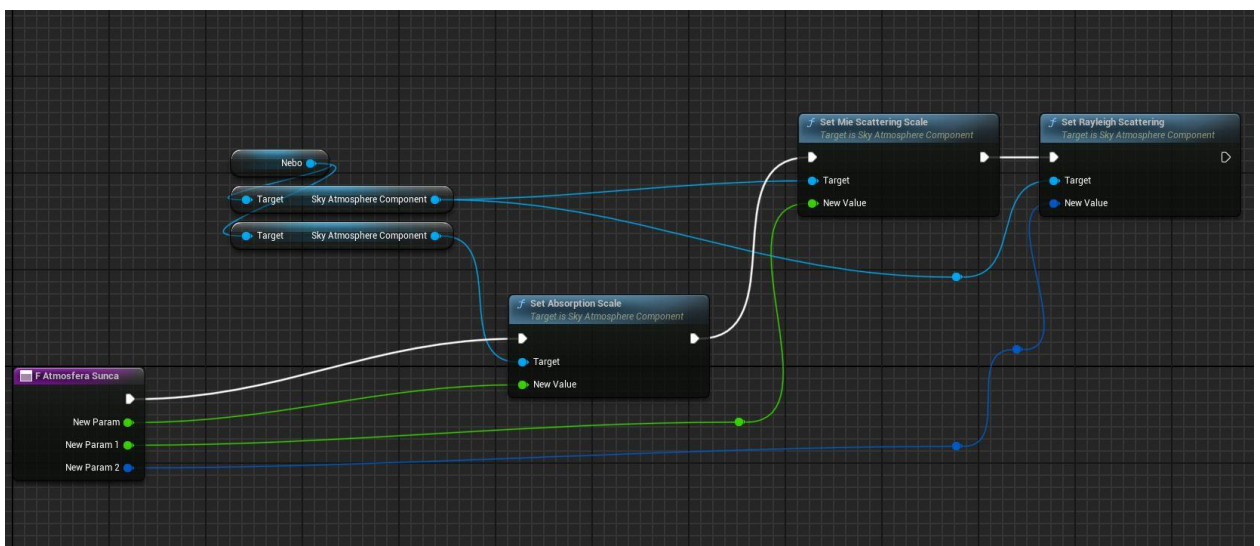 Nebo
Target Sky Atmosphere Component
Target Sky Atmosphere Component
f Set Mie Scattering Scale
Target is Sky Atmosphere Component
Target
New Value
f Set Rayleigh Scattering
Target is Sky Atmosphere Component
Target
New Value
f Set Absorption Scale
Target is Sky Atmosphere Component
Target
New Value
F Atmosfera Sunca
New Param
New Param 1
New Param 2